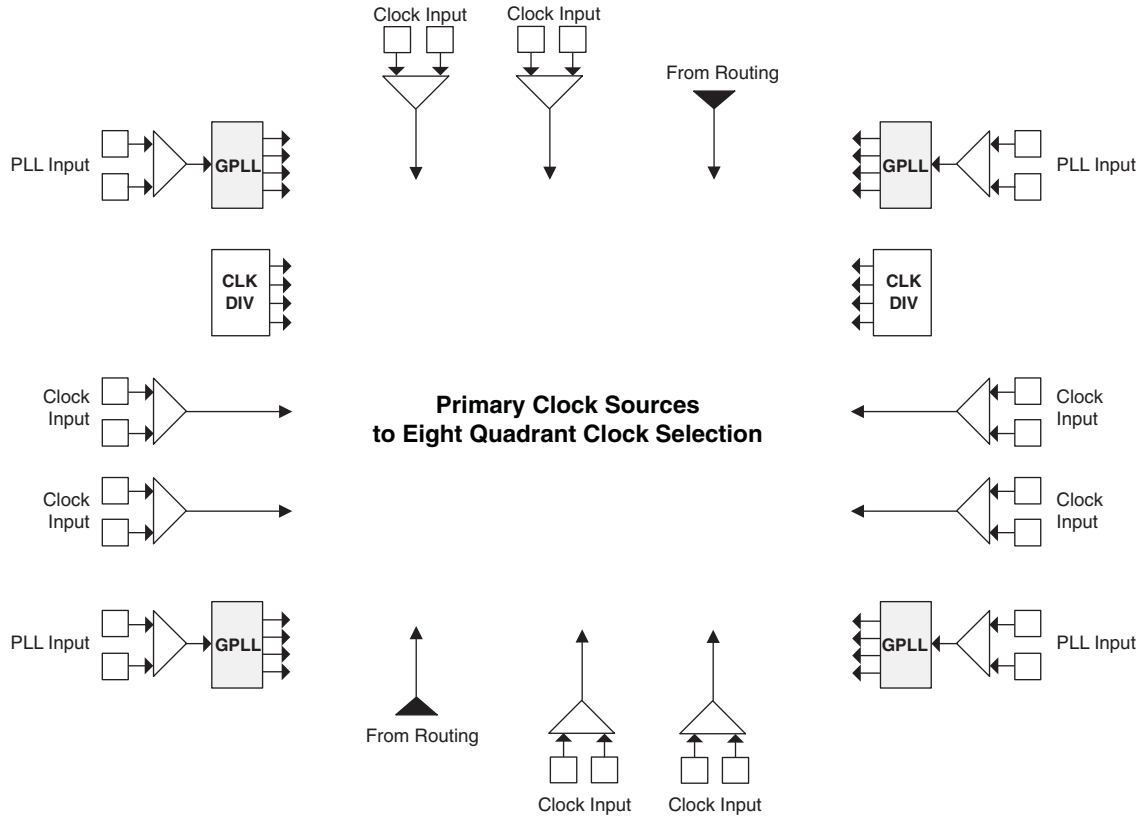 Clock Input
Clock Input
From Routing
PLL Input
GPLL
GPLL
PLL Input
CLK
DIV
CLK
DIV
Clock
Input
Primary Clock Sources
to Eight Quadrant Clock Selection
Clock
Input
Clock
Input
Clock
Input
PLL Input
GPLL
GPLL
PLL Input
From Routing
Clock Input
Clock Input